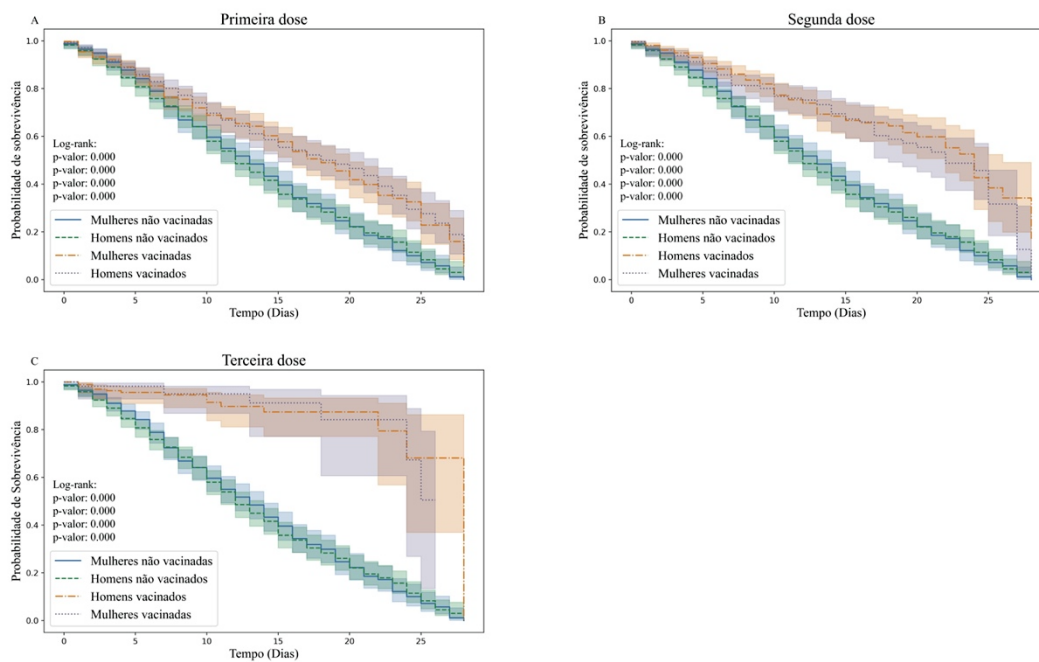 A
Primeira dose
1.0
0.8
0.6
0.4
0.2
0.0
Probabilidade de sobrevivência
Log-rank:
p-valor: 0.000
p-valor: 0.000
p-valor: 0.000
p-valor: 0.000
Mulheres não vacinadas
Homens não vacinados
Mulheres vacinadas
Homens vacinados
0 5 10 15 20 25
Tempo (Dias)
B
Segunda dose
1.0
0.8
0.6
0.4
0.2
0.0
Probabilidade de sobrevivência
Log-rank:
p-valor: 0.000
p-valor: 0.000
p-valor: 0.000
p-valor: 0.000
Mulheres não vacinadas
Homens não vacinados
Homens vacinados
Mulheres vacinadas
0 5 10 15 20 25
Tempo (Dias)
C
Terceira dose
1.0
0.8
0.6
0.4
0.2
0.0
Probabilidade de Sobrevivência
Log-rank:
p-valor: 0.000
p-valor: 0.000
p-valor: 0.000
p-valor: 0.000
Mulheres não vacinadas
Homens não vacinados
Homens vacinados
Mulheres vacinadas
0 5 10 15 20 25
Tempo (Dias)